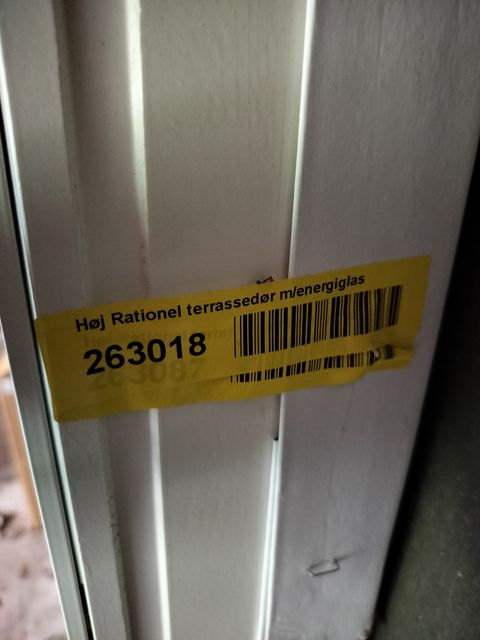 Høj Rationel terrassedør m/energiglas
263018
263087